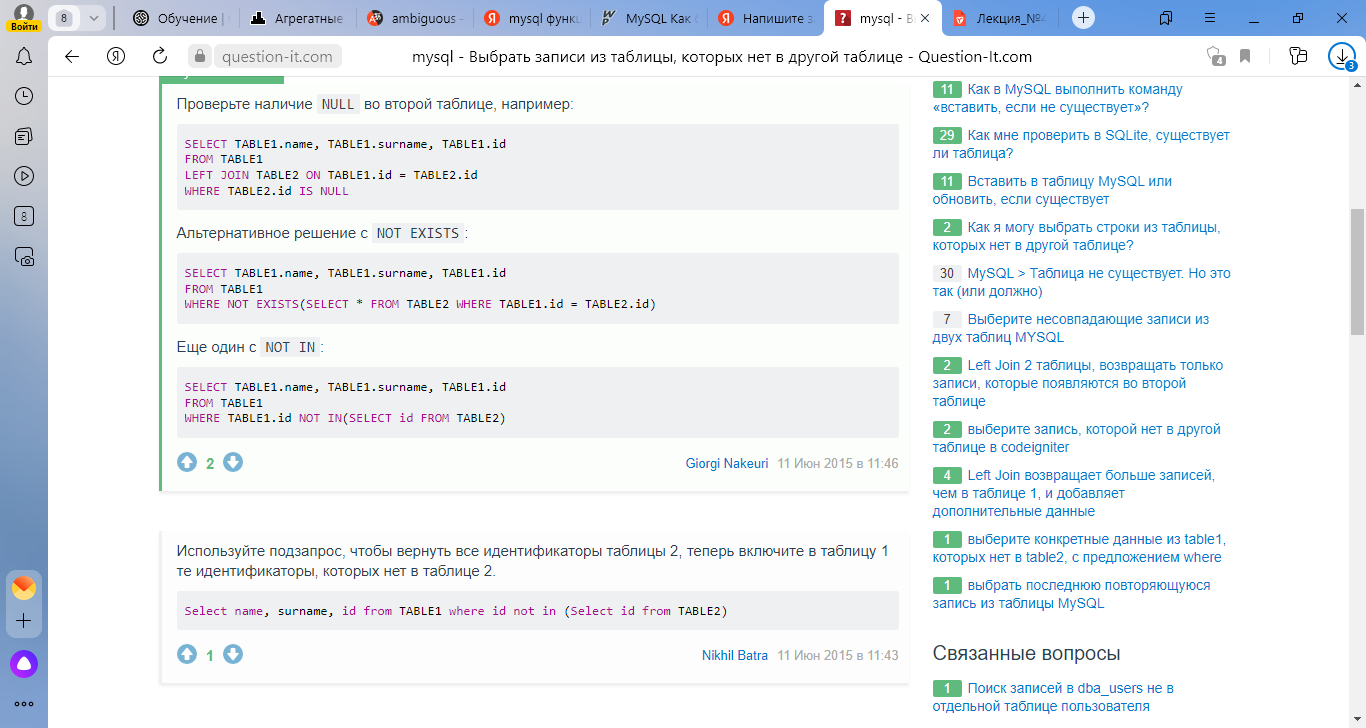 Войти
8
Обучение |
Агрегатные
ambiguous -
mysql функ
MySQL Как
Напишите з
mysql - В
Лекция_№4
question-it.com
mysql - Выбрать записи из таблицы, которых нет в другой таблице - Question-It.com
4
3
8
Проверьте наличие NULL во второй таблице, например:
SELECT TABLE1.name, TABLE1.surname, TABLE1.id
FROM TABLE1
LEFT JOIN TABLE2 ON TABLE1.id = TABLE2.id
WHERE TABLE2.id IS NULL
Альтернативное решение с NOT EXISTS:
SELECT TABLE1.name, TABLE1.surname, TABLE1.id
FROM TABLE1
WHERE NOT EXISTS(SELECT * FROM TABLE2 WHERE TABLE1.id = TABLE2.id)
Еще один с NOT IN:
SELECT TABLE1.name, TABLE1.surname, TABLE1.id
FROM TABLE1
WHERE TABLE1.id NOT IN(SELECT id FROM TABLE2)
2
Giorgi Nakeuri 11 Июн 2015 в 11:46
Используйте подзапрос, чтобы вернуть все идентификаторы таблицы 2, теперь включите в таблицу 1
те идентификаторы, которых нет в таблице 2.
Select name, surname, id from TABLE1 where id not in (Select id from TABLE2)
1
Nikhil Batra 11 Июн 2015 в 11:43
11 Как в MySQL выполнить команду
«вставить, если не существует»?
29 Как мне проверить в SQLite, существует
ли таблица?
11 Вставить в таблицу MySQL или
обновить, если существует
2 Как я могу выбрать строки из таблицы,
которых нет в другой таблице?
30 MySQL > Таблица не существует. Но это
так (или должно)
7 Выберите несовпадающие записи из
двух таблиц MYSQL
2 Left Join 2 таблицы, возвращать только
записи, которые появляются во второй
таблице
2 выберите запись, которой нет в другой
таблице в codeigniter
4 Left Join возвращает больше записей,
чем в таблице 1, и добавляет
дополнительные данные
1 выберите конкретные данные из table1,
которых нет в table2, с предложением where
1 выбрать последнюю повторяющуюся
запись из таблицы MySQL
Связанные вопросы
1 Поиск записей в dba_users не в
отдельной таблице пользователя